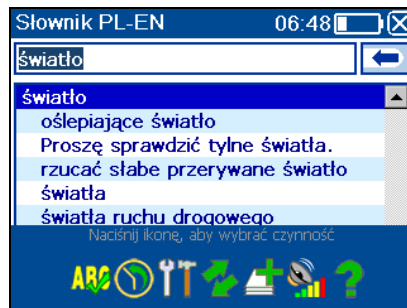 Słownik PL-EN 06:48
światło
światło
oślepiające światło
Proszę sprawdzić tylne światła.
rzucać słabe przerywane światło
światła
światła ruchu drogowego
Naciśnij ikonę, aby wybrać czynność
ABC